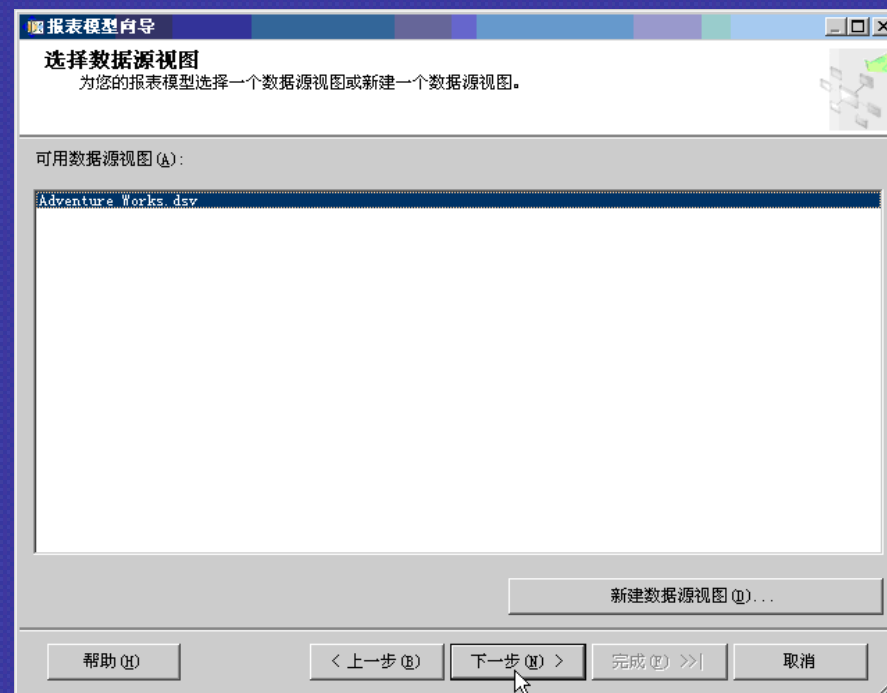 报表模型向导
选择数据源视图
为您的报表模型选择一个数据源视图或新建一个数据源视图。
可用数据源视图(A):
Adventure Works.dsv
新建数据源视图(D)...
帮助(H)
< 上一步(B)
下一步(N) >
完成(F) >>|
取消